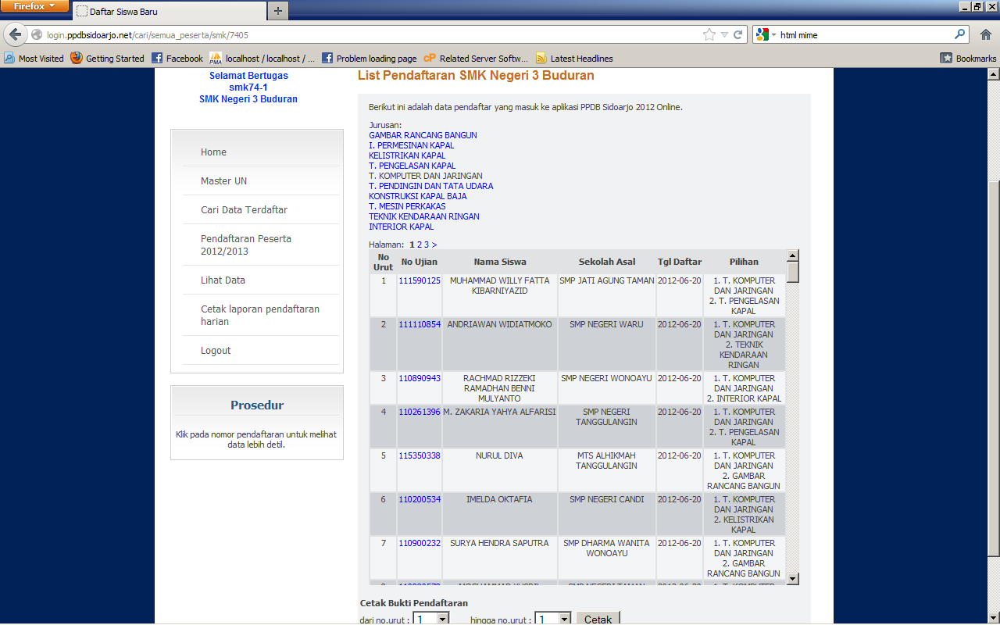 Firefox
Daftar Siswa Baru
login.ppdbsidoarjo.net/cari/semua_peserta/smk/7405
html mime
Most Visited Getting Started Facebook localhost / localhost / ... Problem loading page Related Server Softw... Latest Headlines Bookmarks
Selamat Bertugas
smk74-1
SMK Negeri 3 Buduran
Home
Master UN
Cari Data Terdaftar
Pendaftaran Peserta
2012/2013
Lihat Data
Cetak laporan pendaftaran
harian
Logout
Prosedur
Klik pada nomor pendaftaran untuk melihat
data lebih detil.
List Pendaftaran SMK Negeri 3 Buduran
Berikut ini adalah data pendaftar yang masuk ke aplikasi PPDB Sidoarjo 2012 Online.
Jurusan:
GAMBAR RANCANG BANGUN
I. PERMESINAN KAPAL
KELISTRIKAN KAPAL
T. PENGELASAN KAPAL
T. KOMPUTER DAN JARINGAN
T. PENDINGIN DAN TATA UDARA
KONSTRUKSI KAPAL BAJA
T. MESIN PERKAKAS
TEKNIK KENDARAAN RINGAN
INTERIOR KAPAL
Halaman: 1 2 3 >
No Urut No Ujian Nama Siswa Sekolah Asal Tgl Daftar Pilihan
1 111590125 MUHAMMAD WILLY FATTA SMP JATI AGUNG TAMAN 2012-06-20 1. T. KOMPUTER
KIBARNIYAZID DAN JARINGAN
2. T. PENGELASAN
KAPAL
2 111110854 ANDRIAWAN WIDIATMOKO SMP NEGERI WARU 2012-06-20 1. T. KOMPUTER
DAN JARINGAN
2. TEKNIK
KENDARAAN
RINGAN
3 110890943 RACHMAD RIZZEKI SMP NEGERI WONOAYU 2012-06-20 1. T. KOMPUTER
RAMADHAN BENNI DAN JARINGAN
MULYANTO 2. INTERIOR KAPAL
4 110261396 M. ZAKARIA YAHYA ALFARISI SMP NEGERI 2012-06-20 1. T. KOMPUTER
TANGGULANGIN DAN JARINGAN
2. T. PENGELASAN
KAPAL
5 115350338 NURUL DIVA MTS ALHIKMAH 2012-06-20 1. T. KOMPUTER
TANGGULANGIN DAN JARINGAN
2. GAMBAR
RANCANG BANGUN
6 110200534 IMELDA OKTAFIA SMP NEGERI CANDI 2012-06-20 1. T. KOMPUTER
DAN JARINGAN
2. KELISTRIKAN
KAPAL
7 110900232 SURYA HENDRA SAPUTRA SMP DHARMA WANITA 2012-06-20 1. T. KOMPUTER
WONOAYU DAN JARINGAN
2. GAMBAR
RANCANG BANGUN
Cetak Bukti Pendaftaran
dari no.urut : 1 hingga no.urut : 1 Cetak